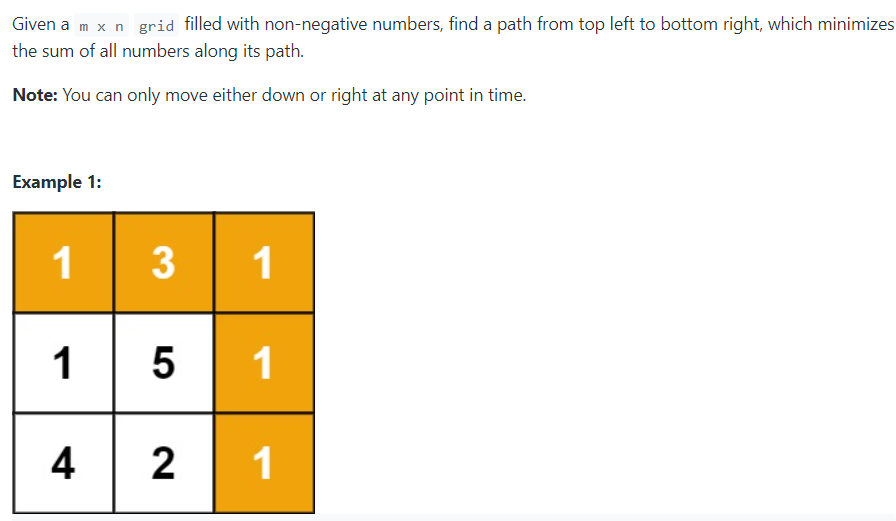 Given a m x n grid filled with non-negative numbers, find a path from top left to bottom right, which minimizes
the sum of all numbers along its path.
Note: You can only move either down or right at any point in time.
Example 1:
1 3 1
1 5 1
4 2 1